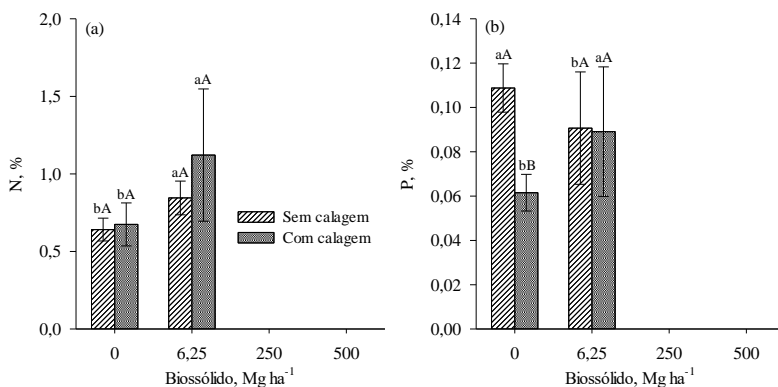 (a)
N, %
2,0
1,5
1,0
0,5
0,0
bA
bA
aA
aA
Sem calagem
Com calagem
0
6,25
250
500
Biossólido, Mg ha⁻¹
(b)
P, %
0,14
0,12
0,10
0,08
0,06
0,04
0,02
0,00
aA
bB
bA
aA
0
6,25
250
500
Biossólido, Mg ha⁻¹